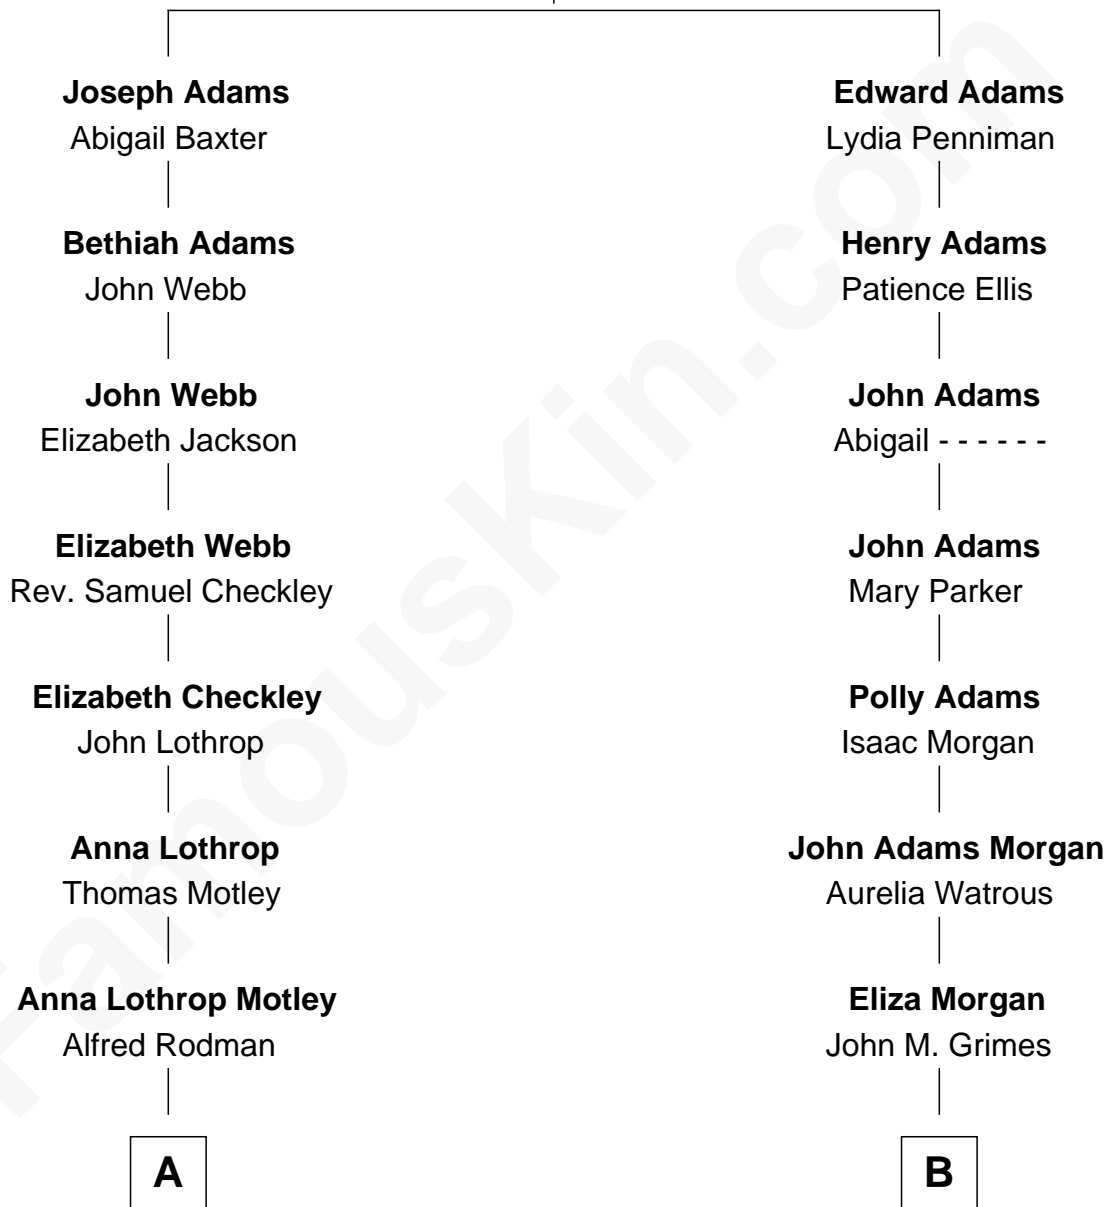 Joseph Adams
Abigail Baxter
Bethiah Adams
John Webb
John Webb
Elizabeth Jackson
Elizabeth Webb
Rev. Samuel Checkley
Elizabeth Checkley
John Lothrop
Anna Lothrop
Thomas Motley
Anna Lothrop Motley
Alfred Rodman
A
Edward Adams
Lydia Penniman
Henry Adams
Patience Ellis
John Adams
Abigail - - - - - -
John Adams
Mary Parker
Polly Adams
Isaac Morgan
John Adams Morgan
Aurelia Watrous
Eliza Morgan
John M. Grimes
B
FamousKin.com